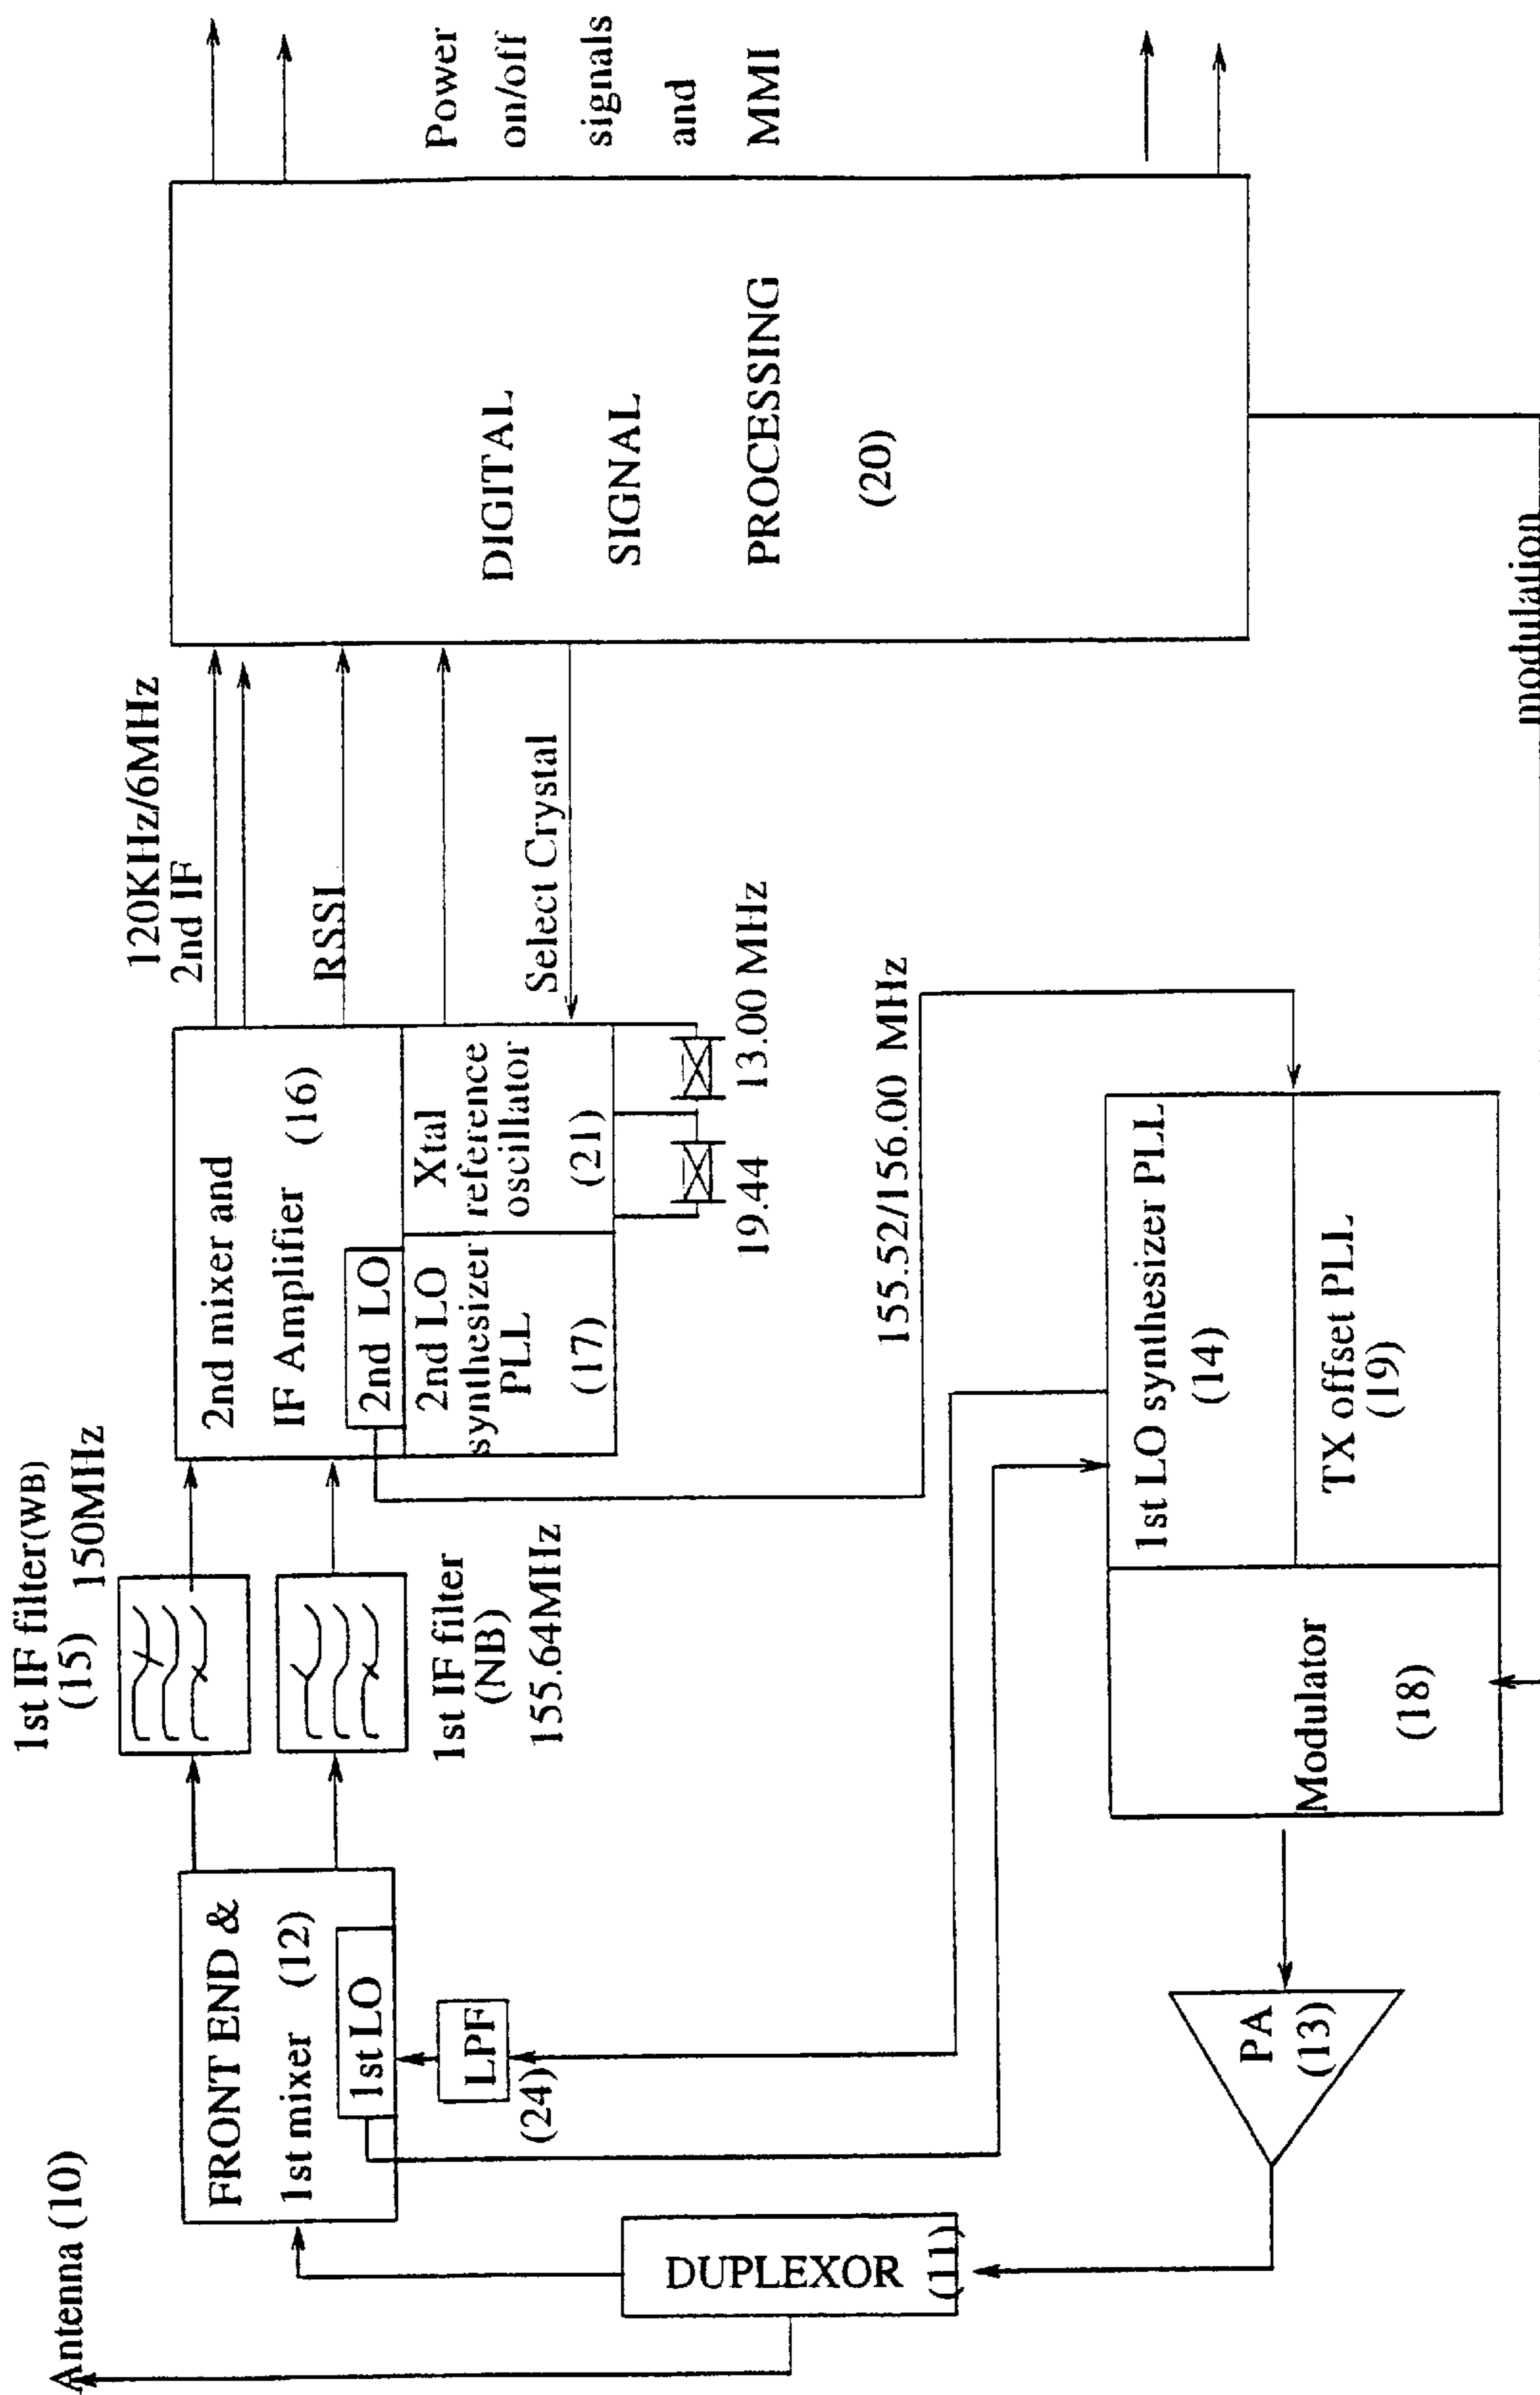 Antenna (10)
DUPLEXOR
(11)
FRONT END &
1st mixer (12)
1st LO
LPF
(24)
1st IF filter(WB)
(15) 150MHz
1st IF filter
(NB)
155.64MHz
2nd mixer and
IF Amplifier (16)
2nd LO
2nd LO
synthesizer
PLL
(17)
Xtal
reference
oscillator
(21)
19.44
13.00 MHz
120KHz/6MHz
2nd IF
RSSI
Select Crystal
DIGITAL
SIGNAL
PROCESSING
(20)
Power
on/off
signals
and
MMI
155.52/156.00 MHz
1st LO synthesizer PLL
(14)
TX offset PLL
(19)
Modulator
(18)
PA
(13)
modulation